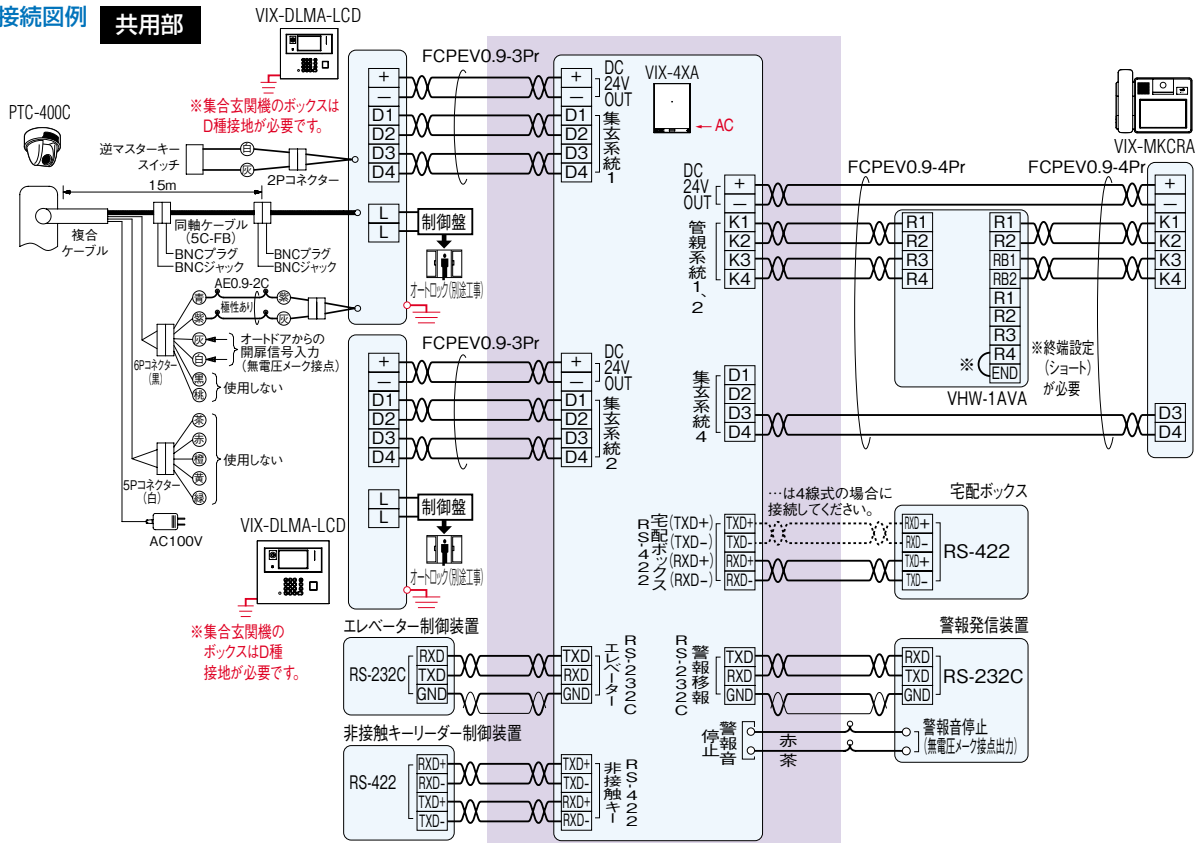 接続図例
共用部
VIX-DLMA-LCD
※集合玄関機のボックスは
D種接地が必要です。
PTC-400C
逆マスターキー
スイッチ
白
灰
2Pコネクター
15m
複合
ケーブル
同軸ケーブル
(5C-FB)
BNCプラグ
BNCジャック
BNCプラグ
BNCジャック
AE0.9-2C
極性あり
青
紫
紫
灰
灰
白
オートドアからの
開扉信号入力
(無電圧メーク接点)
黒
桃
使用しない
6Pコネクター
(黒)
茶
赤
橙
黄
緑
使用しない
5Pコネクター
(白)
AC100V
VIX-DLMA-LCD
※集合玄関機の
ボックスはD種
接地が必要です。
FCPEV0.9-3Pr
+
−
D1
D2
D3
D4
L
L
制御盤
オートロック(別途工事)
+
−
DC
24V
OUT
D1
D2
D3
D4
集玄系統1
FCPEV0.9-3Pr
+
−
D1
D2
D3
D4
L
L
制御盤
オートロック(別途工事)
+
−
DC
24V
OUT
D1
D2
D3
D4
集玄系統2
エレベーター制御装置
RS-232C
RXD
TXD
GND
TXD
RXD
GND
エレベーター
RS-232C
非接触キーリーダー制御装置
RS-422
RXD+
RXD-
TXD+
TXD-
TXD+
TXD-
RXD+
RXD-
非接触キー
RS-422
VIX-4XA
AC
DC
24V
OUT
+
−
管親系統1、2
K1
K2
K3
K4
集玄系統4
D1
D2
D3
D4
FCPEV0.9-4Pr
R1
R2
R3
R4
R1
R2
RB1
RB2
R1
R2
R3
R4
END
※
VHW-1AVA
※終端設定
(ショート)
が必要
FCPEV0.9-4Pr
VIX-MKCRA
+
−
K1
K2
K3
K4
D3
D4
…は4線式の場合に
接続してください。
宅配ボックス
RS-422
(TXD+)
(TXD-)
(RXD+)
(RXD-)
TXD+
TXD-
RXD+
RXD-
宅配ボックス
RXD+
RXD-
TXD+
TXD-
RS-422
警報移報
RS-232C
TXD
RXD
GND
警報発信装置
RXD
TXD
GND
RS-232C
警報音
停止
赤
茶
警報音停止
(無電圧メーク接点出力)